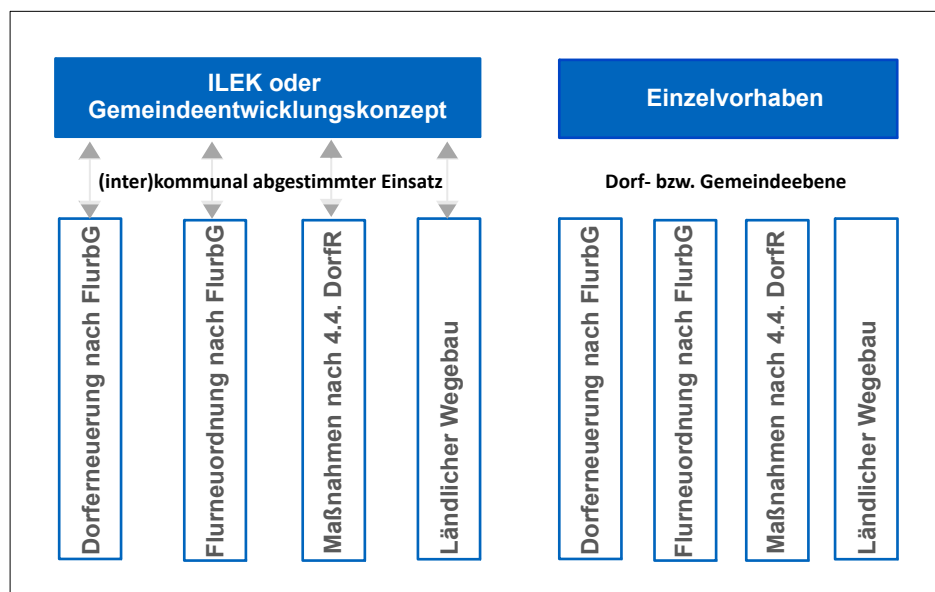 ILEK oder
Gemeindeentwicklungskonzept
(inter)kommunal abgestimmter Einsatz
Dorferneuerung nach FlurbG
Flurneuordnung nach FlurbG
Maßnahmen nach 4.4. DorfR
Ländlicher Wegebau
Einzelvorhaben
Dorf- bzw. Gemeindeebene
Dorferneuerung nach FlurbG
Flurneuordnung nach FlurbG
Maßnahmen nach 4.4. DorfR
Ländlicher Wegebau